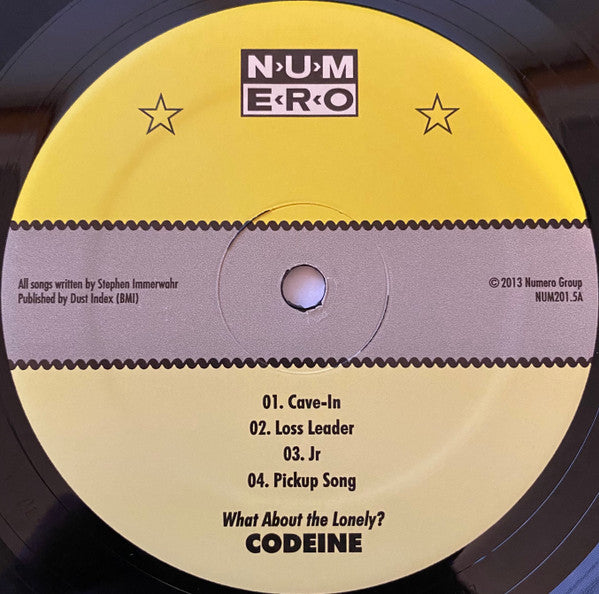 N›U›M
E‹R‹O
All songs written by Stephen Immerwahr
Published by Dust Index (BMI)
© 2013 Numero Group
NUM201.5A
01. Cave-In
02. Loss Leader
03. Jr
04. Pickup Song
What About the Lonely?
CODEINE